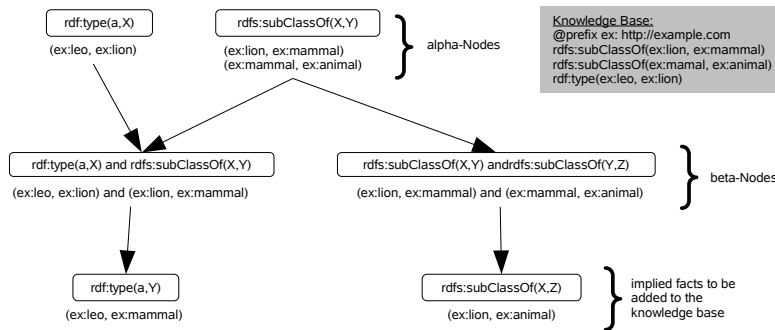 rdf:type(a,X)
(ex:leo, ex:lion)
rdfs:subClassOf(X,Y)
(ex:lion, ex:mammal)
(ex:mammal, ex:animal)
alpha-Nodes
Knowledge Base:
@prefix ex: http://example.com
rdfs:subClassOf(ex:lion, ex:mammal)
rdfs:subClassOf(ex:mamal, ex:animal)
rdf:type(ex:leo, ex:lion)
rdf:type(a,X) and rdfs:subClassOf(X,Y)
(ex:leo, ex:lion) and (ex:lion, ex:mammal)
rdfs:subClassOf(X,Y) andrdfs:subClassOf(Y,Z)
(ex:lion, ex:mammal) and (ex:mammal, ex:animal)
beta-Nodes
rdf:type(a,Y)
(ex:leo, ex:mammal)
rdfs:subClassOf(X,Z)
(ex:lion, ex:animal)
implied facts to be
added to the
knowledge base